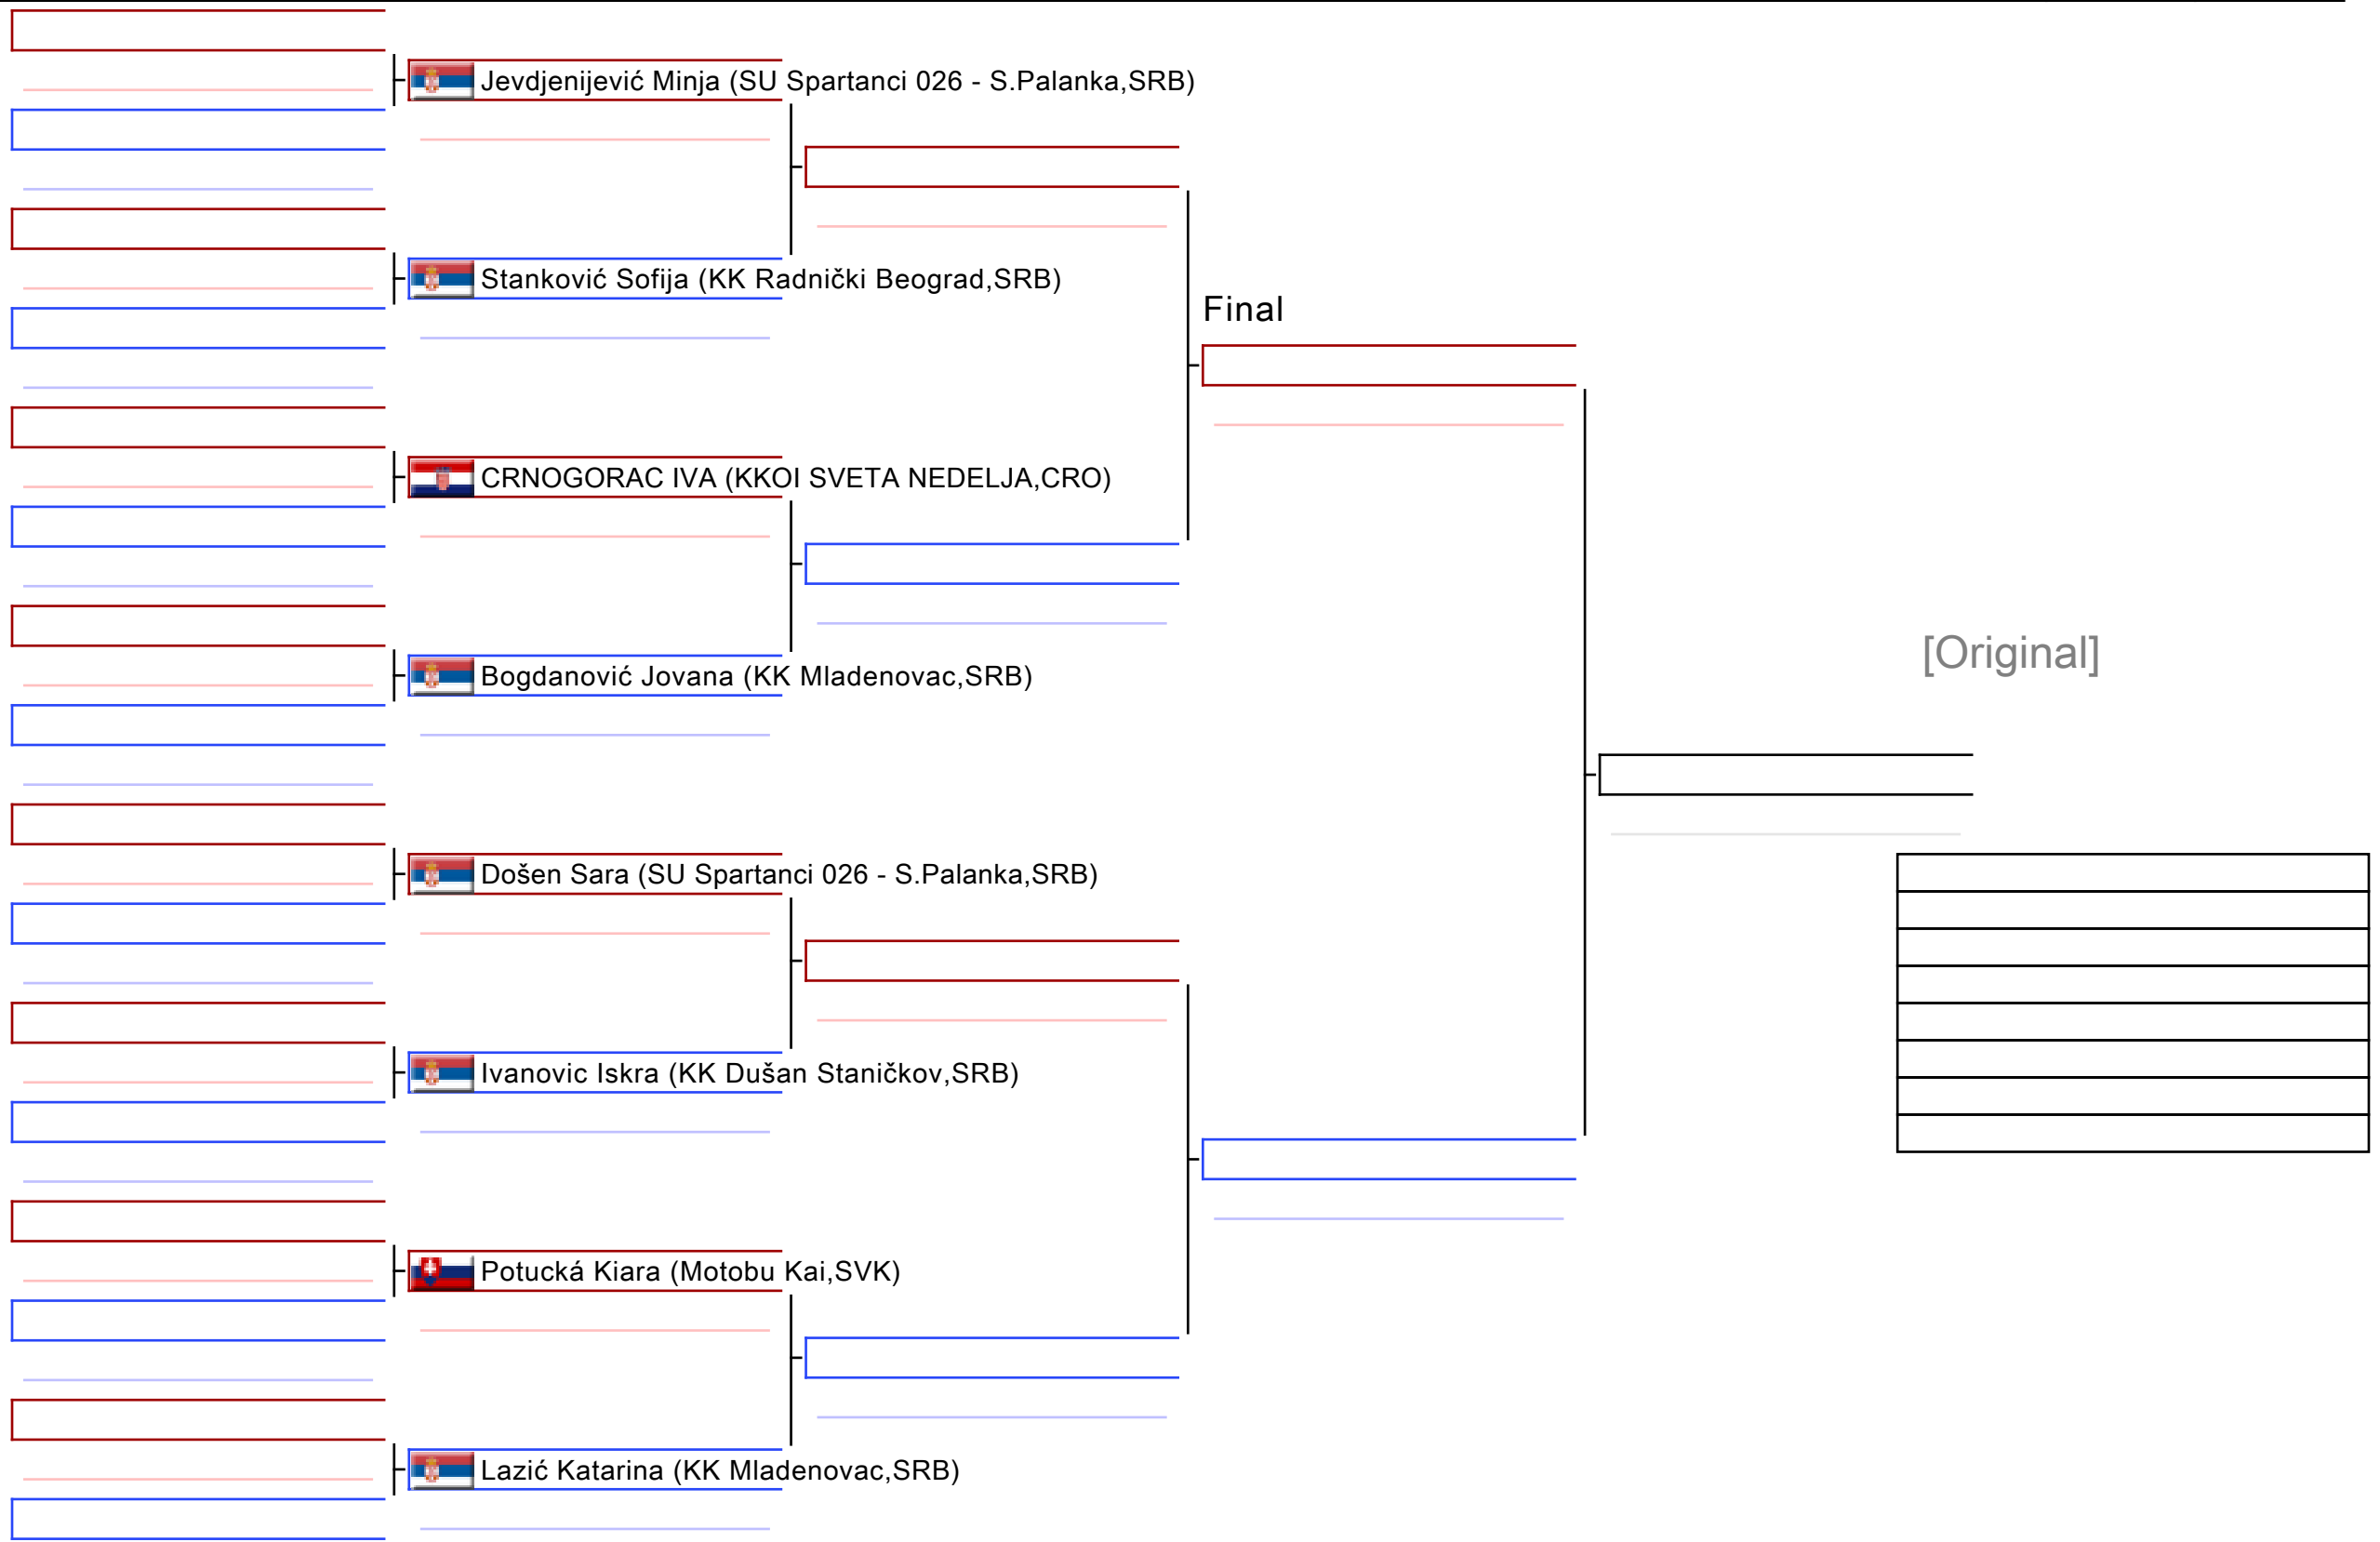 Jevdjenijević Minja (SU Spartanci 026 - S.Palanka,SRB)
Stanković Sofija (KK Radnički Beograd,SRB)
Final
CRNOGORAC IVA (KKOI SVETA NEDELJA,CRO)
[Original]
Bogdanović Jovana (KK Mladenovac,SRB)
Došen Sara (SU Spartanci 026 - S.Palanka,SRB)
Ivanovic Iskra (KK Dušan Staničkov,SRB)
Potucká Kiara (Motobu Kai,SVK)
Lazić Katarina (KK Mladenovac,SRB)